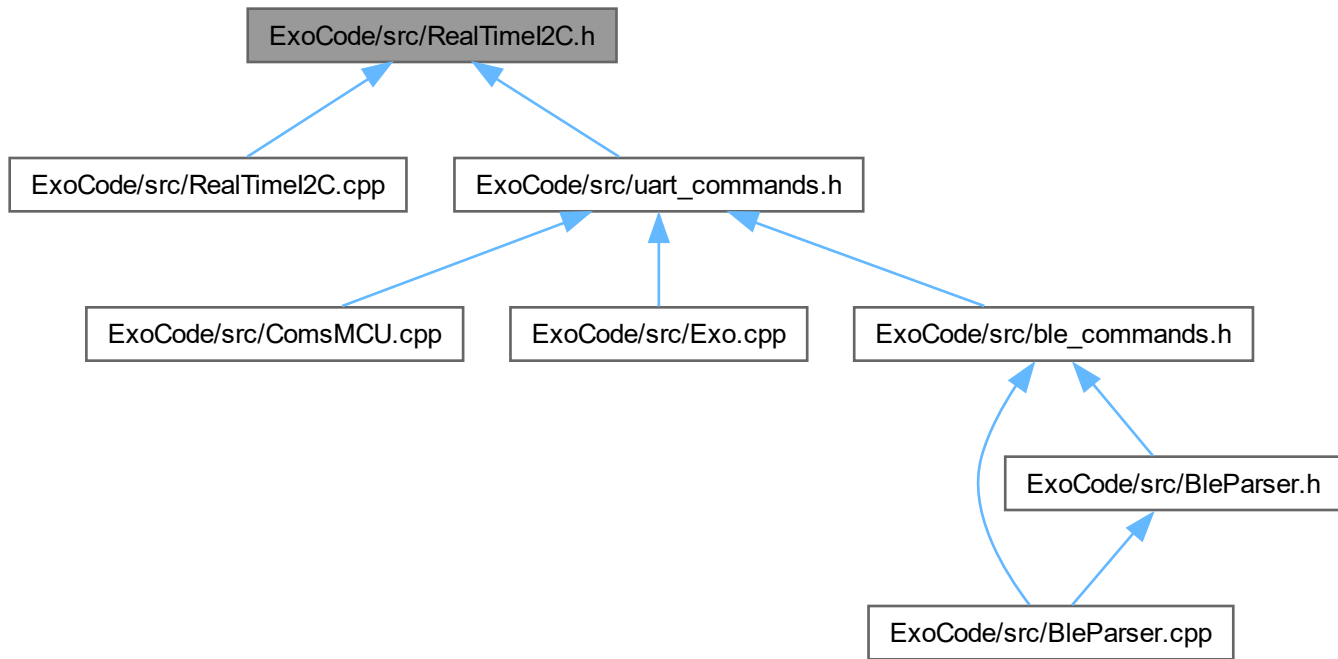 ExoCode/src/RealTimeI2C.h
ExoCode/src/RealTimeI2C.cpp
ExoCode/src/uart_commands.h
ExoCode/src/ComsMCU.cpp
ExoCode/src/Exo.cpp
ExoCode/src/ble_commands.h
ExoCode/src/BleParser.h
ExoCode/src/BleParser.cpp